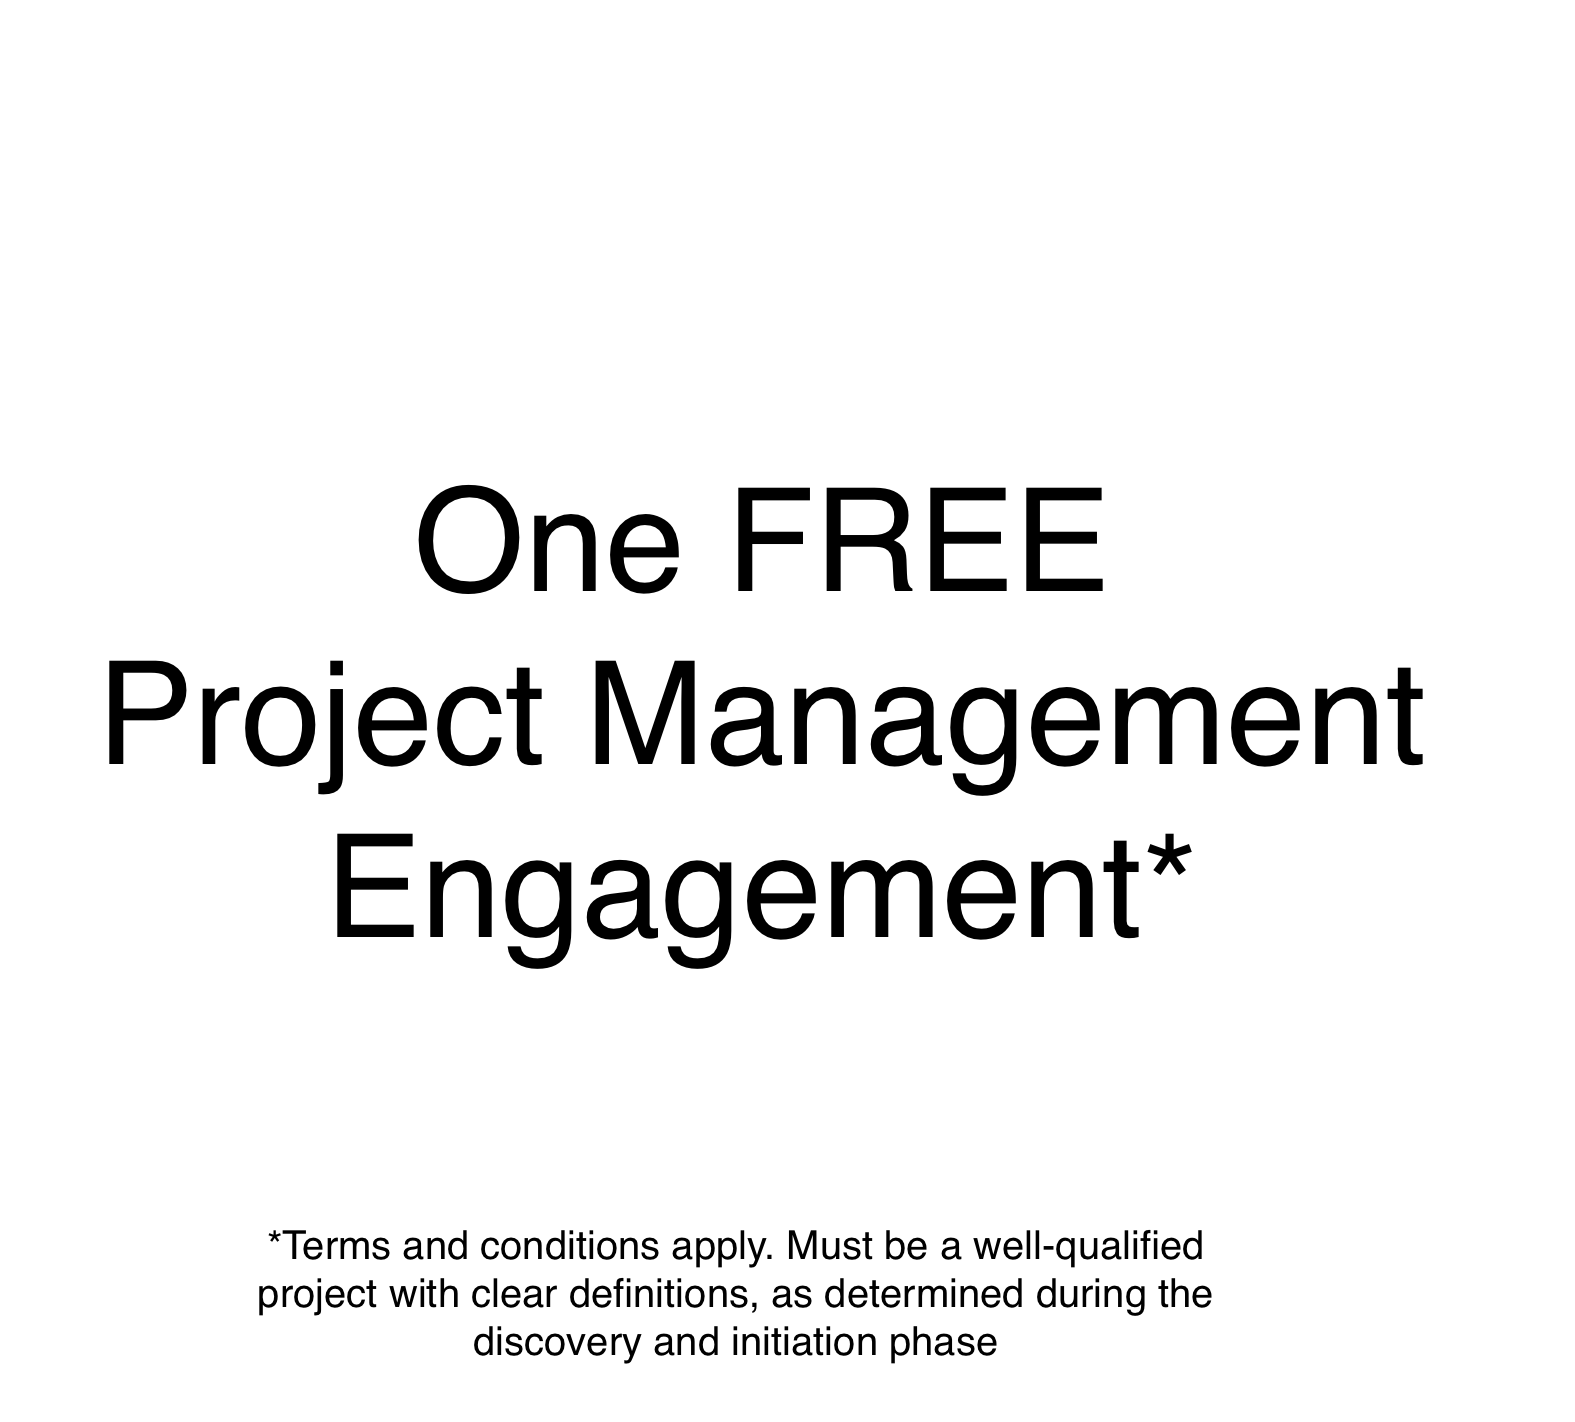 One FREE
Project Management
Engagement*
*Terms and conditions apply. Must be a well-qualified
project with clear definitions, as determined during the
discovery and initiation phase